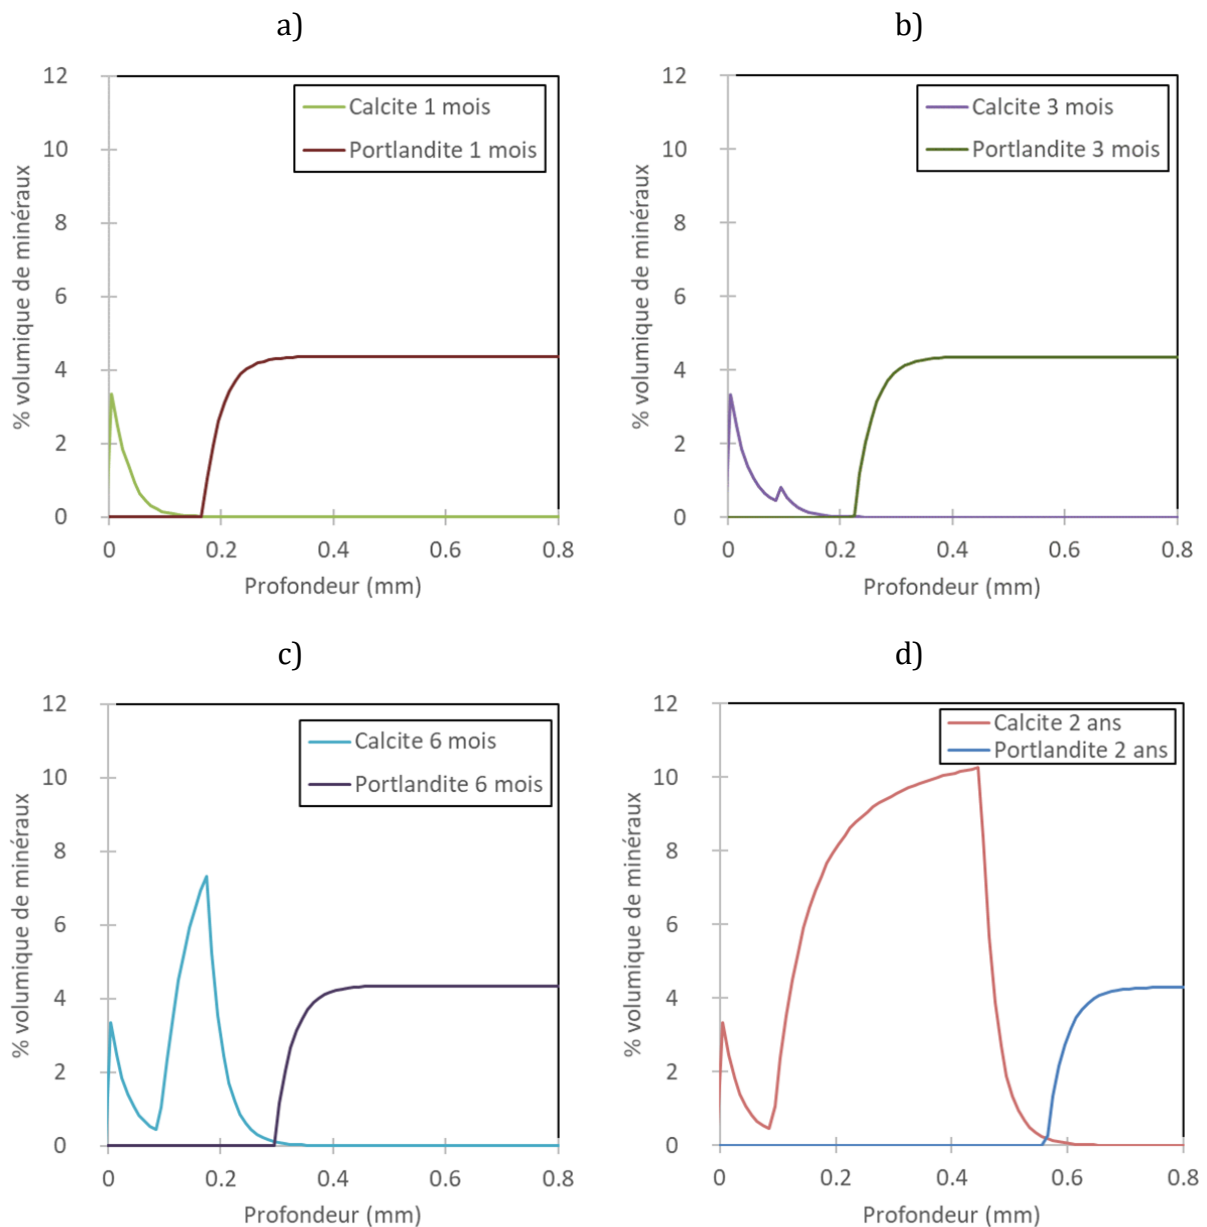 a)
12
10
8
6
4
2
0
% volumique de minéraux
Calcite 1 mois
Portlandite 1 mois
0 0.2 0.4 0.6 0.8
Profondeur (mm)
b)
12
10
8
6
4
2
0
% volumique de minéraux
Calcite 3 mois
Portlandite 3 mois
0 0.2 0.4 0.6 0.8
Profondeur (mm)
c)
12
10
8
6
4
2
0
% volumique de minéraux
Calcite 6 mois
Portlandite 6 mois
0 0.2 0.4 0.6 0.8
Profondeur (mm)
d)
12
10
8
6
4
2
0
% volumique de minéraux
Calcite 2 ans
Portlandite 2 ans
0 0.2 0.4 0.6 0.8
Profondeur (mm)